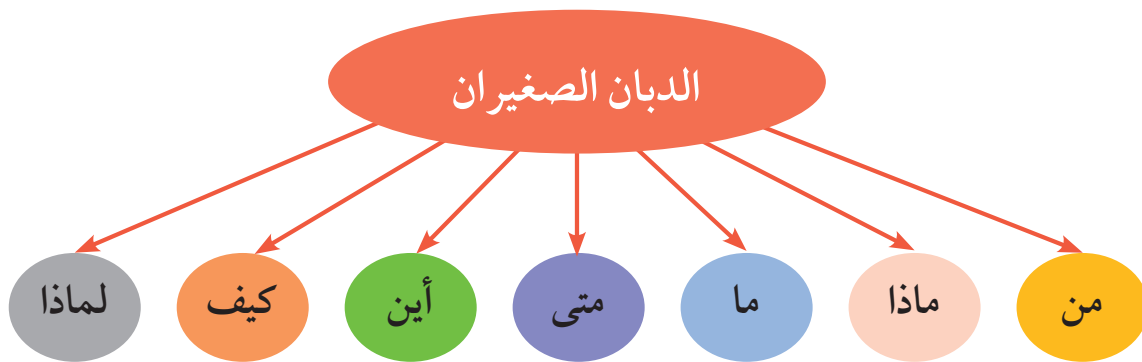 الدبان الصغيران
من ماذا ما متى أين كيف لماذا